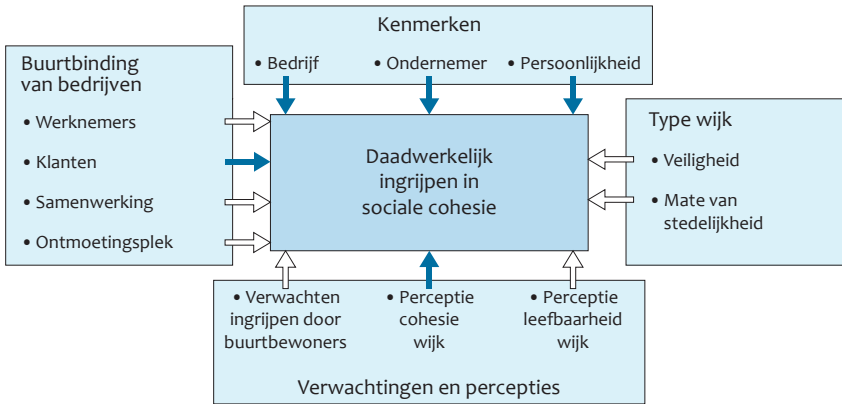 Kenmerken
• Bedrijf
• Ondernemer
• Persoonlijkheid
Buurtbinding
van bedrijven
• Werknemers
• Klanten
• Samenwerking
• Ontmoetingsplek
Daadwerkelijk
ingrijpen in
sociale cohesie
Type wijk
• Veiligheid
• Mate van
stedelijkheid
• Verwachten
ingrijpen door
buurtbewoners
• Perceptie
cohesie
wijk
• Perceptie
leefbaarheid
wijk
Verwachtingen en percepties